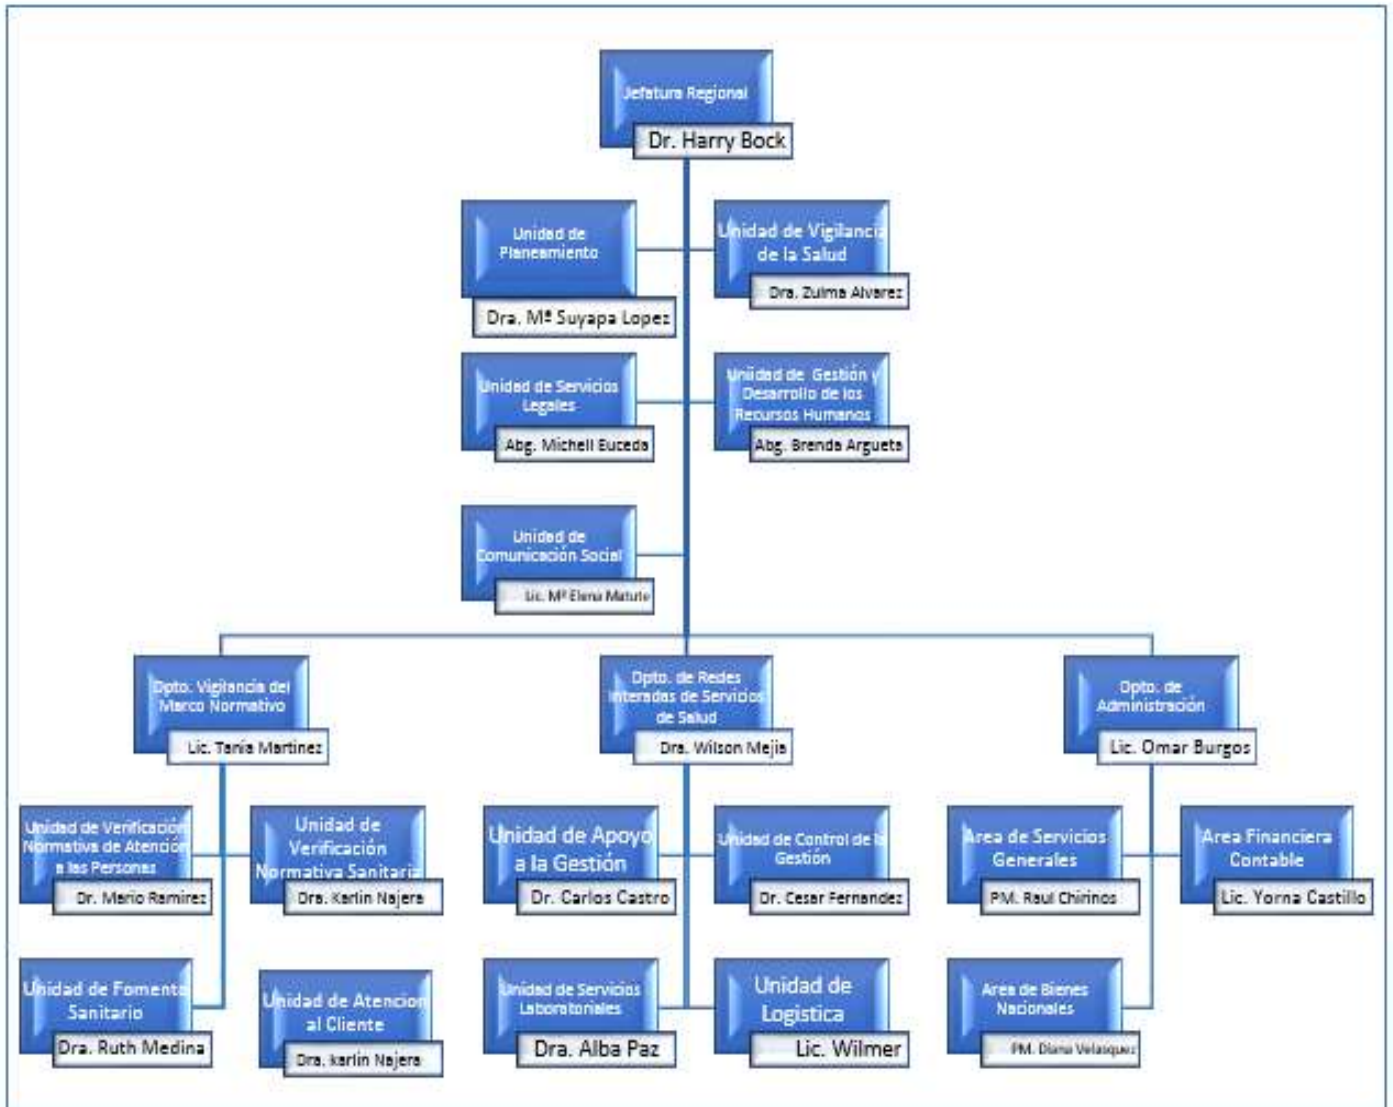 Jefatura Regional
Dr. Harry Bock
Unidad de
Planeamiento
Dra. Mª Suyapa Lopez
Unidad de Vigilancia
de la Salud
Dra. Zulma Alvarez
Unidad de Servicios
Legales
Abg. Michell Euceda
Uniidad de Gestión y
Desarrollo de los
Recursos Humanos
Abg. Brenda Argueta
Unidad de
Comunicación Social
Lic. Mª Elena Matute
Dpto. Vigilancia del
Marco Normativo
Lic. Tania Martinez
Dpto. de Redes
Interadas de Servicios
de Salud
Dra. Wilson Mejia
Dpto. de
Administración
Lic. Omar Burgos
Unidad de Verificación
Normativa de Atención
a las Personas
Dr. Mario Ramirez
Unidad de
Verificación
Normativa Sanitaria
Dra. Karlin Najera
Unidad de Apoyo
a la Gestión
Dr. Carlos Castro
Unidad de Control de la
Gestión
Dr. Cesar Fernandez
Area de Servicios
Generales
PM. Raul Chirinos
Area Financiera
Contable
Lic. Yorna Castillo
Unidad de Fomento
Sanitario
Dra. Ruth Medina
Unidad de Atencion
al Cliente
Dra. karlin Najera
Unidad de Servicios
Laboratoriales
Dra. Alba Paz
Unidad de
Logistica
Lic. Wilmer
Area de Bienes
Nacionales
PM. Diana Velasquez